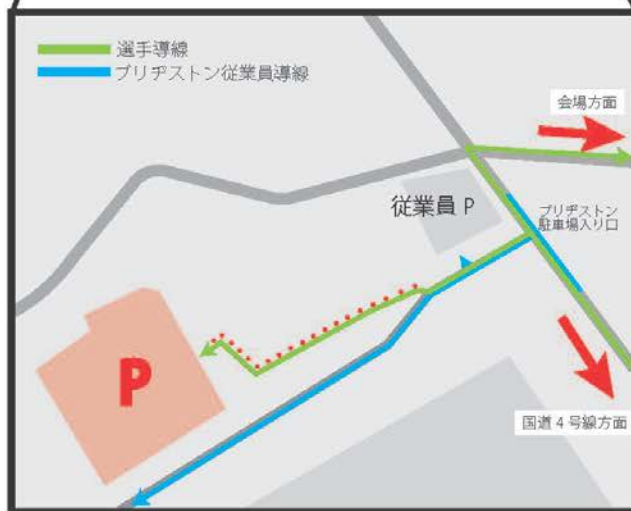 選手導線
ブリヂストン従業員導線
会場方面
従業員 P
ブリヂストン
駐車場入り口
P
国道 4 号線方面